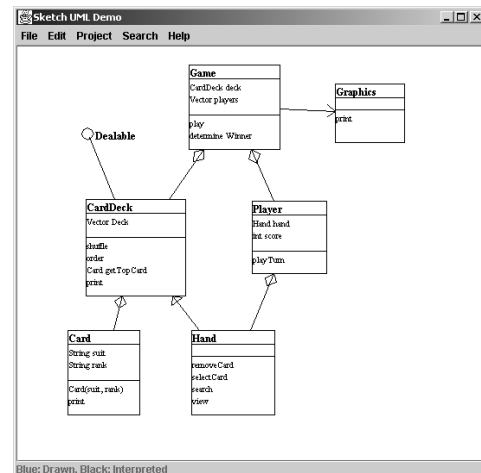 Sketch UML Demo
File Edit Project Search Help
Game
CardDeck deck
Vector players
play
determine Winner
Graphics
print
Dealable
CardDeck
Vector Deck
shuffle
order
Card getTopCard
print
Player
Hand hand
int score
playTurn
Card
String suit
String rank
Card(suit, rank)
print
Hand
removeCard
selectCard
search
view
Blue: Drawn, Black: Interpreted